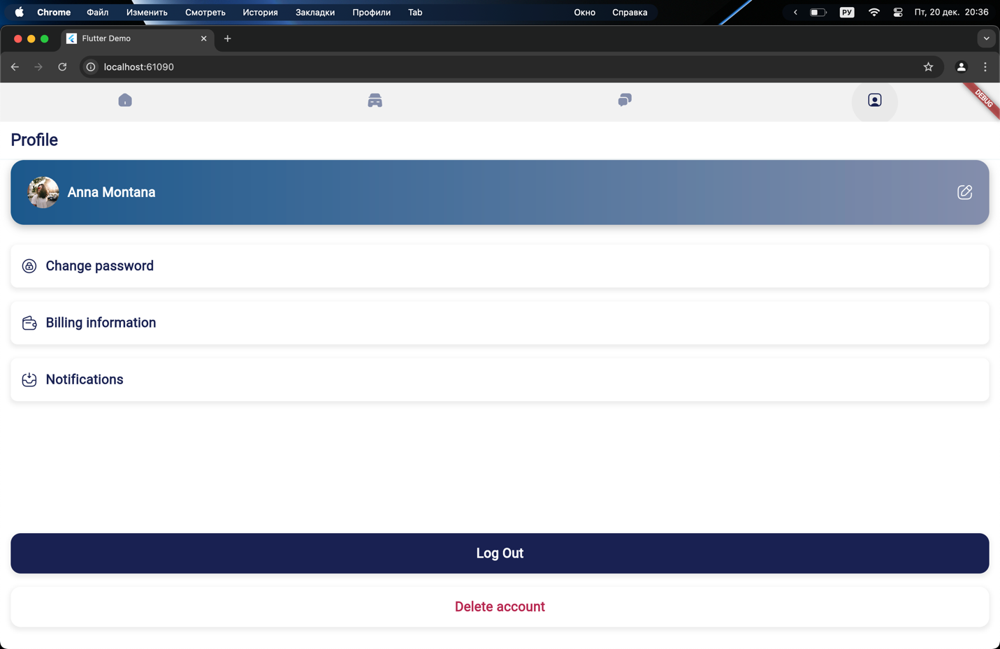 Chrome Файл Изменить Смотреть История Закладки Профили Tab Окно Справка РУ Пт, 20 дек. 20:36
Flutter Demo
localhost:61090
DEBUG
Profile
Anna Montana
Change password
Billing information
Notifications
Log Out
Delete account